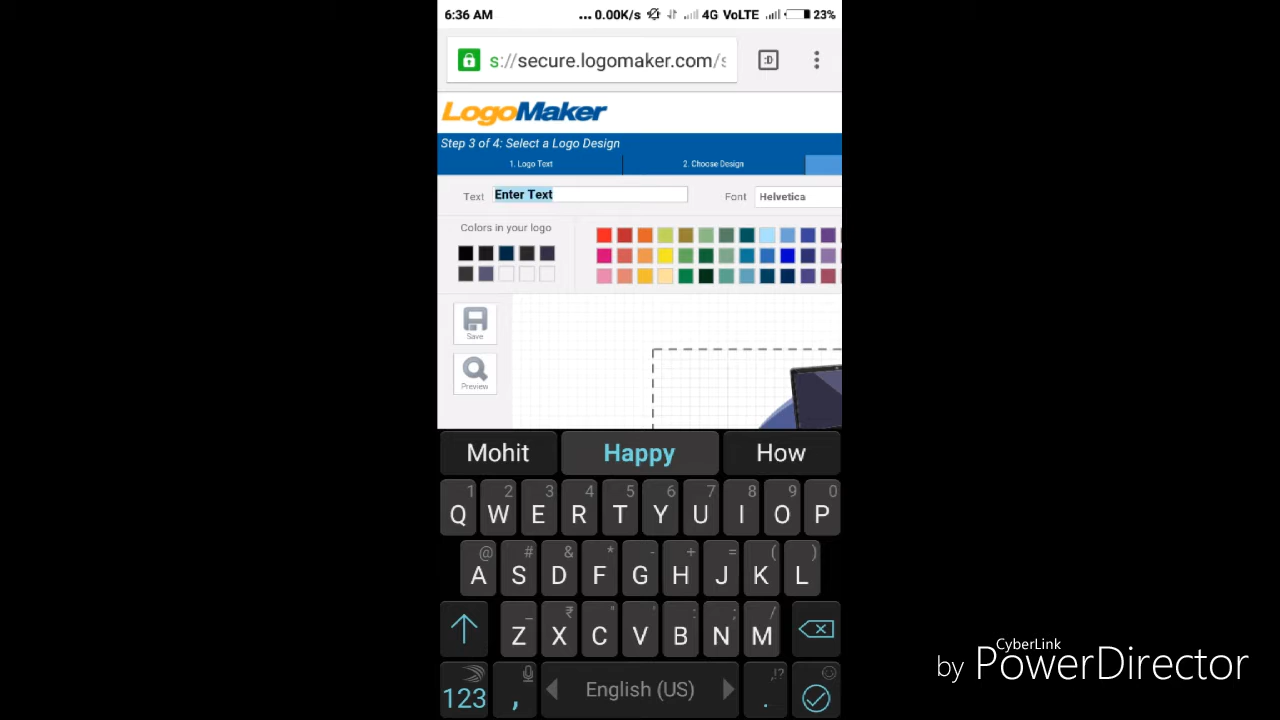 6:36 AM ... 0.00K/s 4G VoLTE 23%
s://secure.logomaker.com/s :D
LogoMaker
Step 3 of 4: Select a Logo Design
1. Logo Text 2. Choose Design
Text Enter Text Font Helvetica
Colors in your logo
Save
Preview
Mohit Happy How
1 2 3 4 5 6 7 8 9 0
Q W E R T Y U I O P
@ # & * - + = ( )
A S D F G H J K L
_ ₹ " ' : ; /
Z X C V B N M
,!?
123 , English (US) .
CyberLink
by PowerDirector